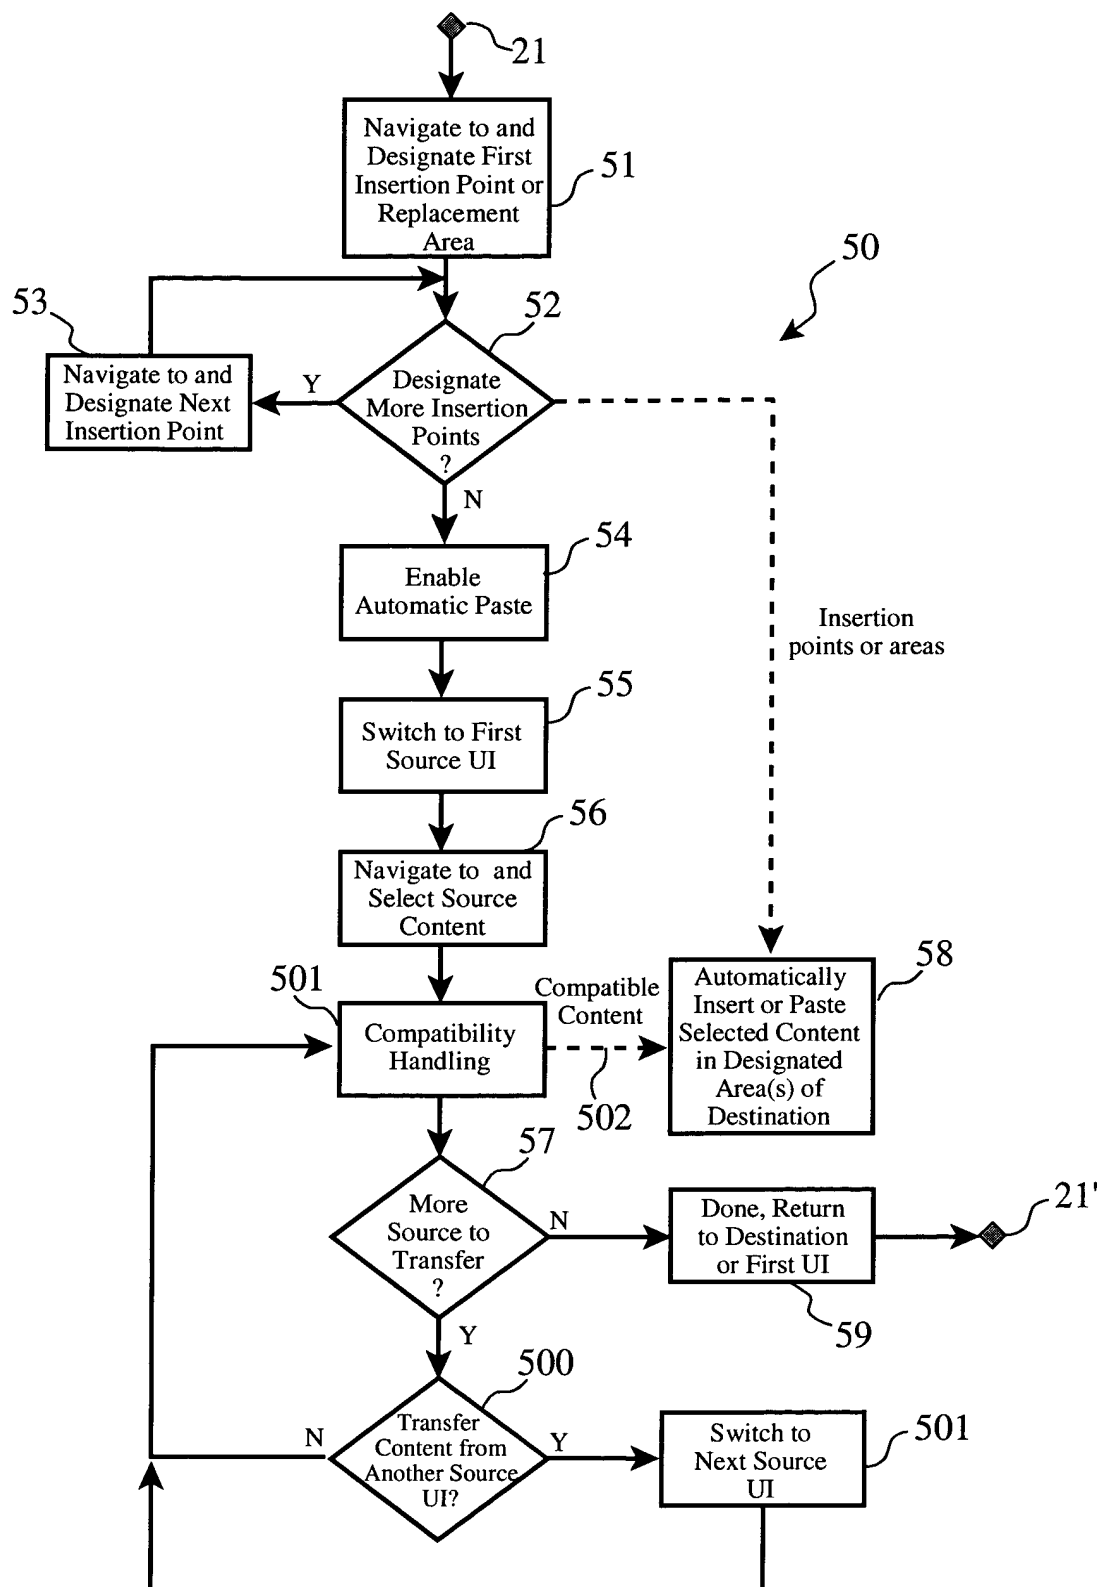 21
Navigate to and
Designate First
Insertion Point or
Replacement
Area
51
50
53
52
Navigate to and
Designate Next
Insertion Point
Y
Designate
More Insertion
Points
?
N
54
Enable
Automatic Paste
Insertion
points or areas
55
Switch to First
Source UI
56
Navigate to and
Select Source
Content
501
Compatibility
Handling
Compatible
Content
502
58
Automatically
Insert or Paste
Selected Content
in Designated
Area(s) of
Destination
57
More
Source to
Transfer
?
N
Done, Return
to Destination
or First UI
21'
59
Y
500
N
Transfer
Content from
Another Source
UI?
Y
Switch to
Next Source
UI
501